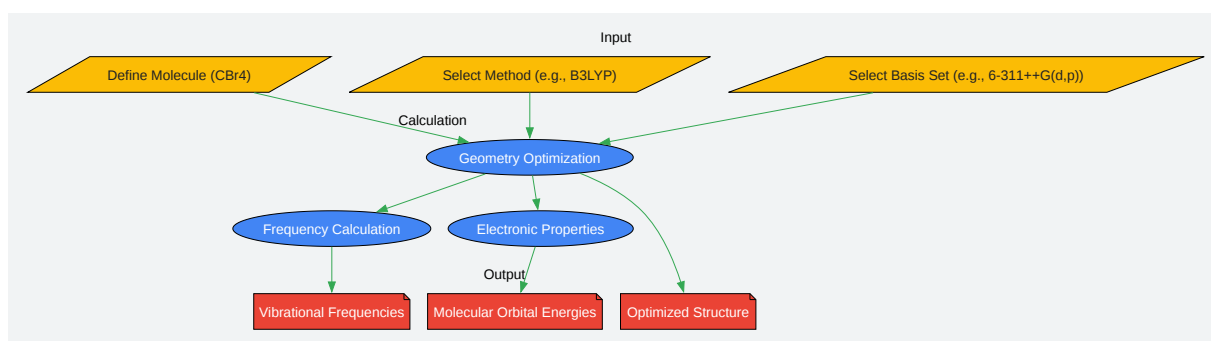 Input
Define Molecule (CBr4)
Select Method (e.g., B3LYP)
Select Basis Set (e.g., 6-311++G(d,p))
Calculation
Geometry Optimization
Frequency Calculation
Electronic Properties
Output
Vibrational Frequencies
Molecular Orbital Energies
Optimized Structure